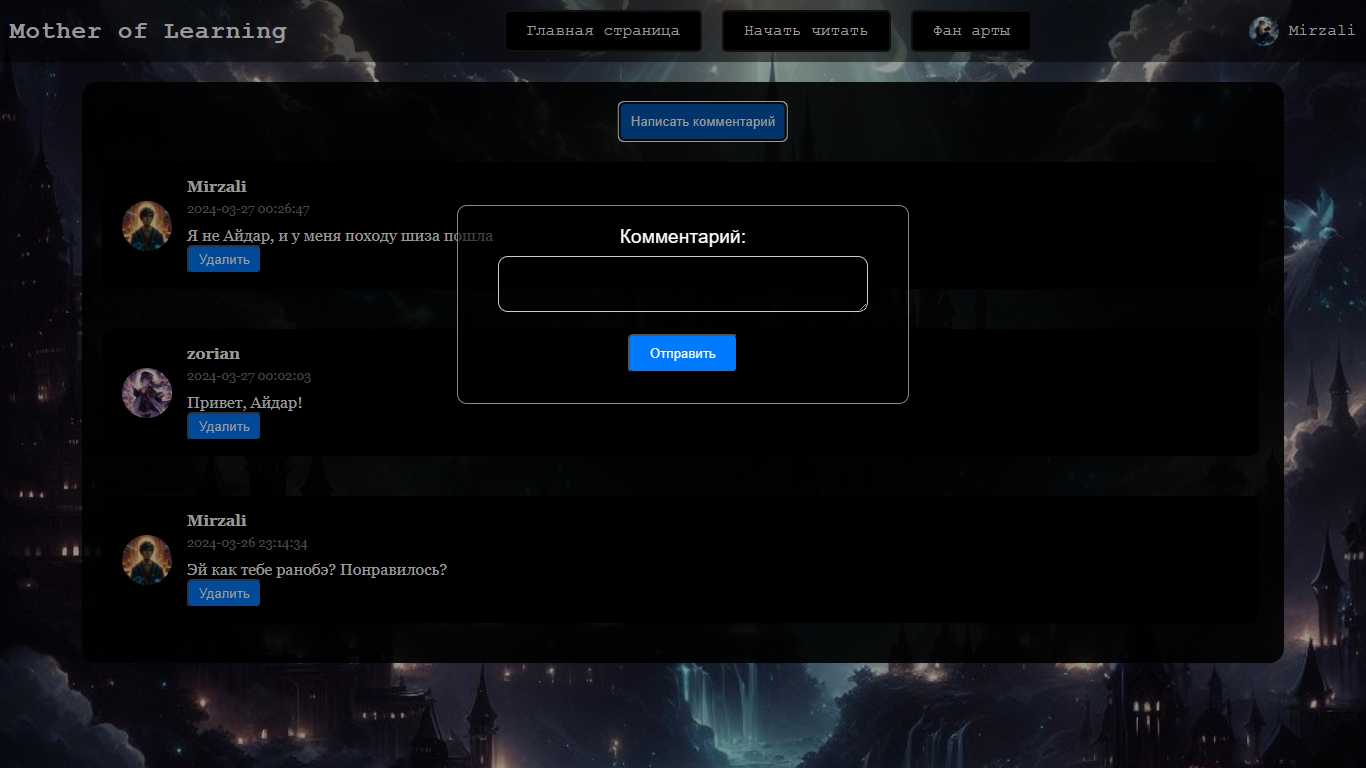 Mother of Learning
Главная страница
Начать читать
Фан арты
Mirzali
Написать комментарий
Mirzali
2024-03-27 00:26:47
Я не Айдар, и у меня походу шиза пошла
Удалить
Комментарий:
Отправить
zorian
2024-03-27 00:02:03
Привет, Айдар!
Удалить
Mirzali
2024-03-26 23:14:34
Эй как тебе ранобэ? Понравилось?
Удалить